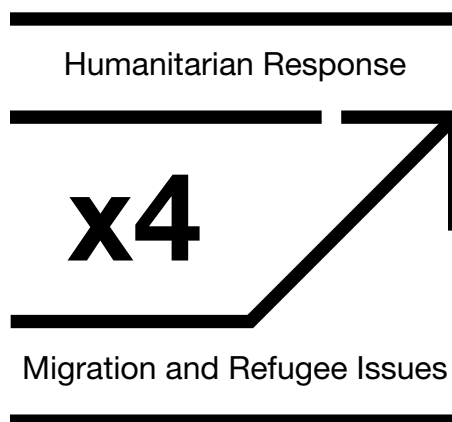 Humanitarian Response
x4
Migration and Refugee Issues